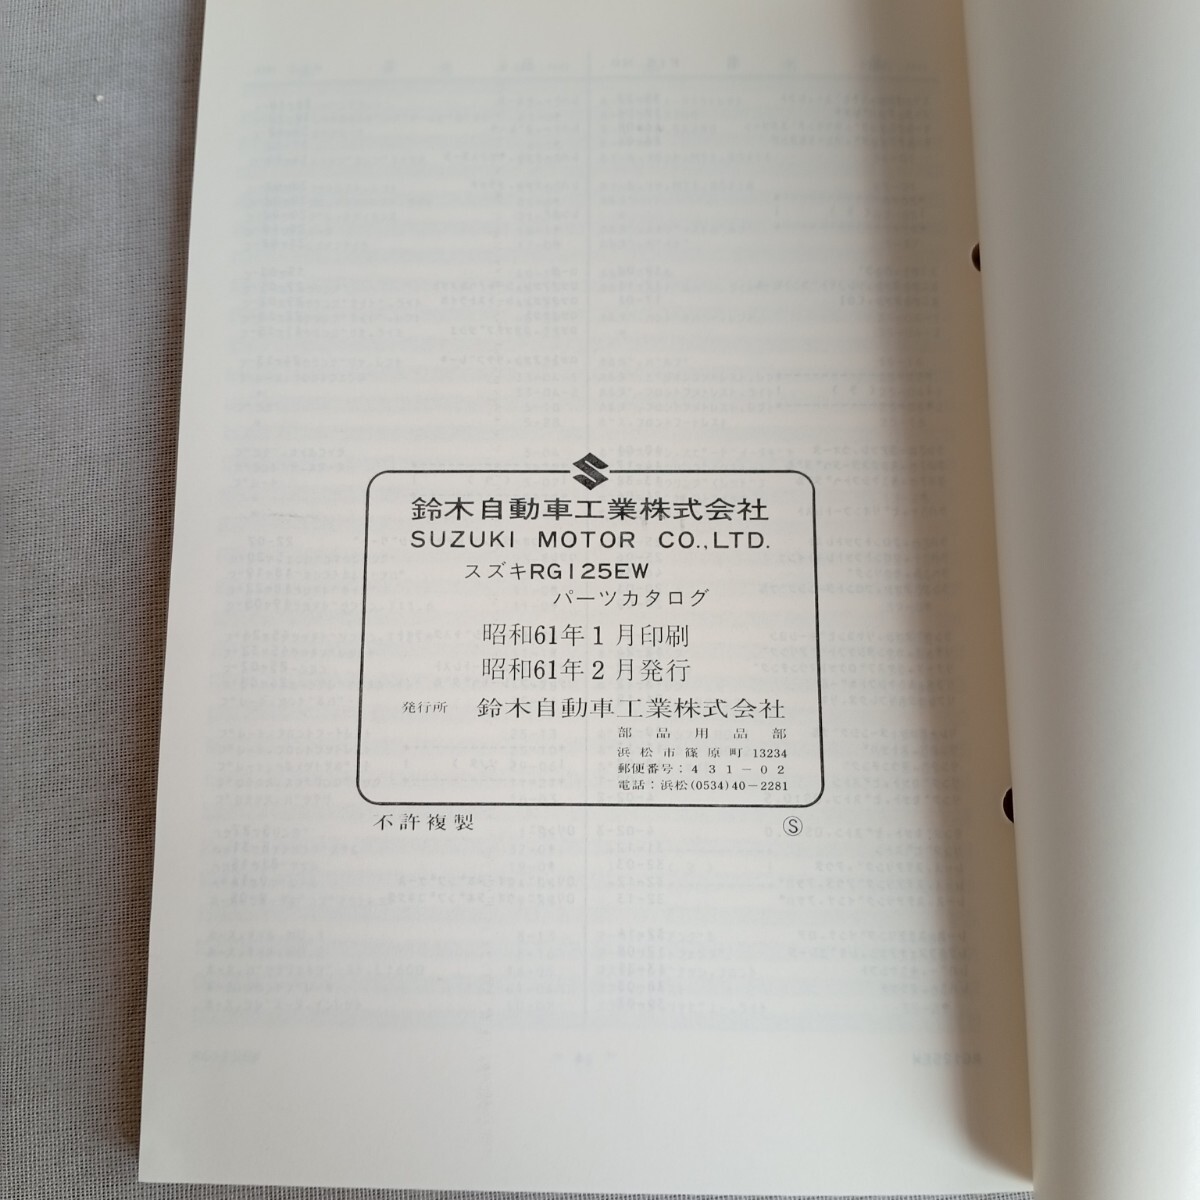 鈴木自動車工業株式会社
SUZUKI MOTOR CO.,LTD.
スズキRG125EW
パーツカタログ
昭和61年1月印刷
昭和61年2月発行
発行所 鈴木自動車工業株式会社
部品用品部
浜松市篠原町13234
郵便番号:431-02
電話:浜松(0534)40-2281
不許複製 Ⓢ